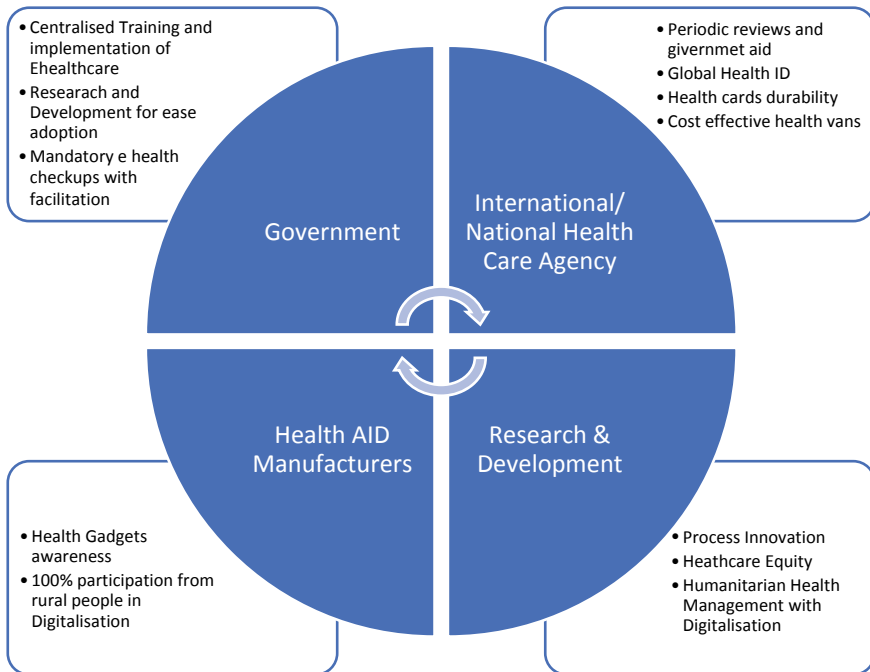 • Centralised Training and
implementation of
Ehealthcare
• Researach and
Development for ease
adoption
• Mandatory e health
checkups with
facilitation
• Periodic reviews and
givernmet aid
• Global Health ID
• Health cards durability
• Cost effective health vans
Government
International/
National Health
Care Agency
Health AID
Manufacturers
Research &
Development
• Health Gadgets
awareness
• 100% participation from
rural people in
Digitalisation
• Process Innovation
• Heathcare Equity
• Humanitarian Health
Management with
Digitalisation